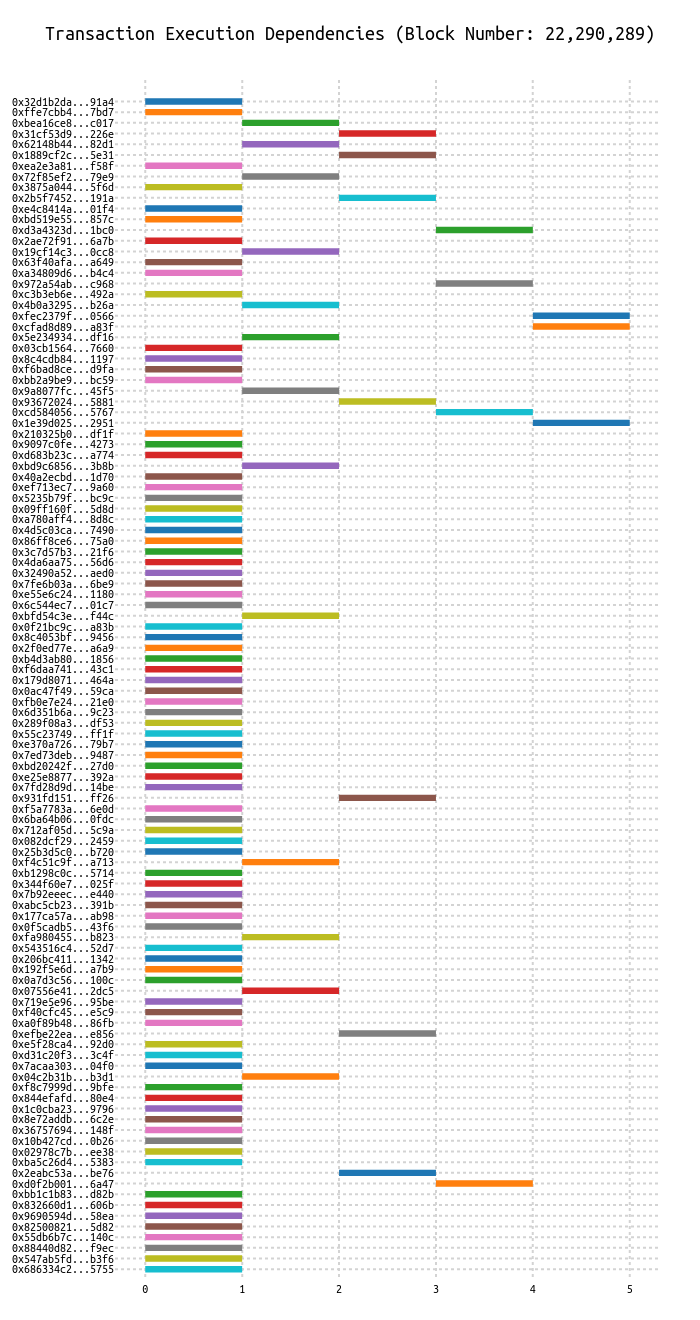 Transaction Execution Dependencies (Block Number: 22,290,289)
0x32d1b2da...91a4
0xffe7cbb4...7bd7
0xbea16ce8...c017
0x31cf53d9...226e
0x62148b44...82d1
0x1889cf2c...5e31
0xea2e3a81...f58f
0x72f85ef2...79e9
0x3875a044...5f6d
0x2b5f7452...191a
0xe4c8414a...01f4
0xbd519e55...857c
0xd3a4323d...1bc0
0x2ae72f91...6a7b
0x19cf14c3...0cc8
0x63f40afa...a649
0xa34809d6...b4c4
0x972a54ab...c968
0xc3b3eb6e...492a
0x4b0a3295...b26a
0xfec2379f...0566
0xcfad8d89...a83f
0x5e234934...df16
0x03cb1564...7660
0x8c4cdb84...1197
0xf6bad8ce...d9fa
0xbb2a9be9...bc59
0x9a8077fc...45f5
0x93672024...5881
0xcd584056...5767
0x1e39d025...2951
0x210325b0...df1f
0x9097c0fe...4273
0xd683b23c...a774
0xbd9c6856...3b8b
0x40a2ecbd...1d70
0xef713ec7...9a60
0x5235b79f...bc9c
0x09ff160f...5d8d
0xa780aff4...8d8c
0x4d5c03ca...7490
0x86ff8ce6...75a0
0x3c7d57b3...21f6
0x4da6aa75...56d6
0x32490a52...aed0
0x7fe6b03a...6be9
0xe55e6c24...1180
0x6c544ec7...01c7
0xbfd54c3e...f44c
0x0f21bc9c...a83b
0x8c4053bf...9456
0x2f0ed77e...a6a9
0xb4d3ab80...1856
0xf6daa741...43c1
0x179d8071...464a
0x0ac47f49...59ca
0xfb0e7e24...21e0
0x6d351b6a...9c23
0x289f08a3...df53
0x55c23749...ff1f
0xe370a726...79b7
0x7ed73deb...9487
0xbd20242f...27d0
0xe25e8877...392a
0x7fd28d9d...14be
0x931fd151...ff26
0xf5a7783a...6e0d
0x6ba64b06...0fdc
0x712af05d...5c9a
0x082dcf29...2459
0x25b3d5c0...b720
0xf4c51c9f...a713
0xb1298c0c...5714
0x344f60e7...025f
0x7b92eeec...e440
0xabc5cb23...391b
0x177ca57a...ab98
0x0f5cadb5...43f6
0xfa980455...b823
0x543516c4...52d7
0x206bc411...1342
0x192f5e6d...a7b9
0x0a7d3c56...100c
0x07556e41...2dc5
0x719e5e96...95be
0xf40cfc45...e5c9
0xa0f89b48...86fb
0xefbe22ea...e856
0xe5f28ca4...92d0
0xd31c20f3...3c4f
0x7acaa303...04f0
0x04c2b31b...b3d1
0xf8c7999d...9bfe
0x844efafd...80e4
0x1c0cba23...9796
0x8e72addb...6c2e
0x36757694...148f
0x10b427cd...0b26
0x02978c7b...ee38
0xba5c26d4...5383
0x2eabc53a...be76
0xd0f2b001...6a47
0xbb1c1b83...d82b
0x832660d1...606b
0x9690594d...58ea
0x82500821...5d82
0x55db6b7c...140c
0x88440d82...f9ec
0x547ab5fd...b3f6
0x686334c2...5755
0 1 2 3 4 5